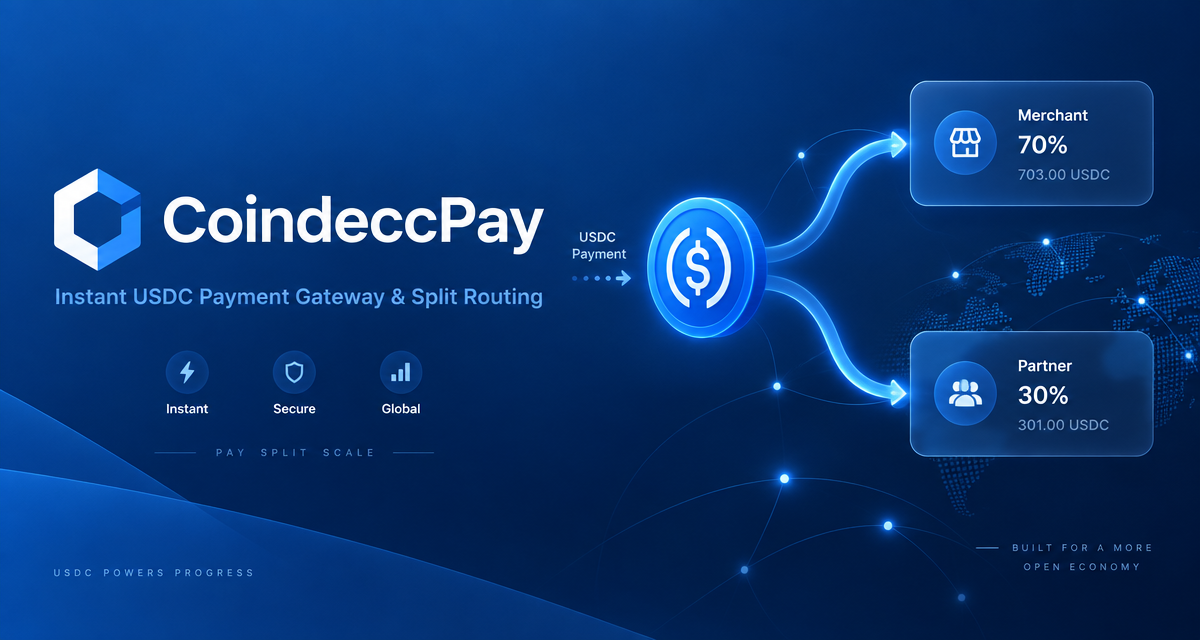 CoindeccPay
Instant USDC Payment Gateway & Split Routing
Instant
Secure
Global
PAY SPLIT SCALE
USDC POWERS PROGRESS
USDC
Payment
$
Merchant
70%
703.00 USDC
Partner
30%
301.00 USDC
BUILT FOR A MORE
OPEN ECONOMY